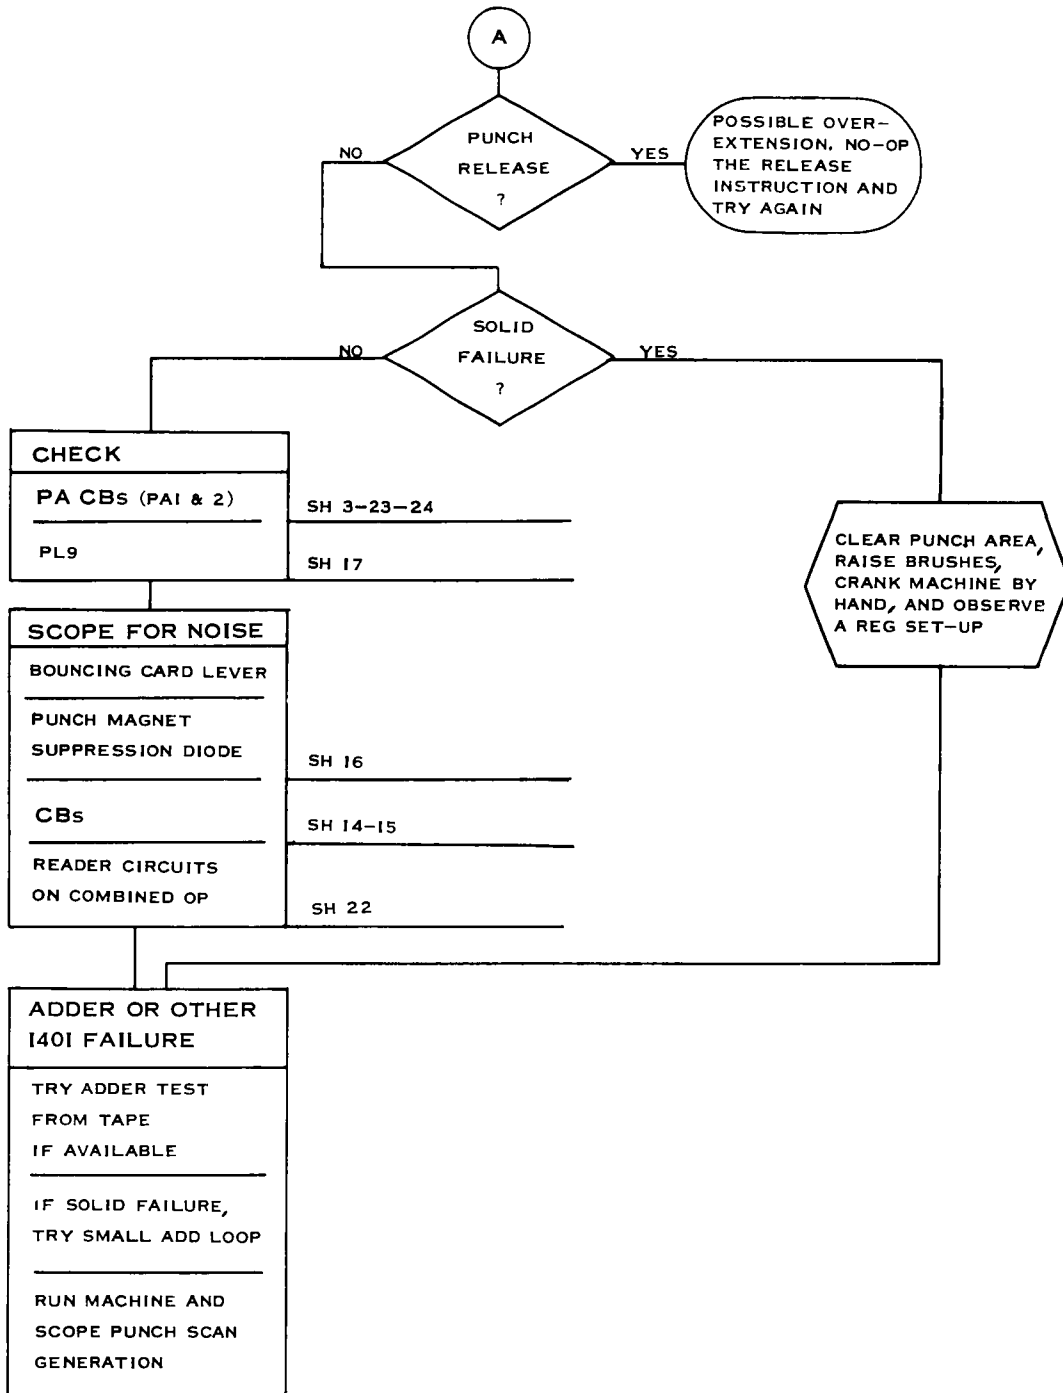 A
PUNCH
RELEASE
?
NO
YES
POSSIBLE OVER-
EXTENSION, NO-OP
THE RELEASE
INSTRUCTION AND
TRY AGAIN
SOLID
FAILURE
?
NO
YES
CHECK
PA CBs (PA1 & 2)
SH 3-23-24
PL9
SH 17
CLEAR PUNCH AREA,
RAISE BRUSHES,
CRANK MACHINE BY
HAND, AND OBSERVE
A REG SET-UP
SCOPE FOR NOISE
BOUNCING CARD LEVER
PUNCH MAGNET
SUPPRESSION DIODE
SH 16
CBs
SH 14-15
READER CIRCUITS
ON COMBINED OP
SH 22
ADDER OR OTHER
1401 FAILURE
TRY ADDER TEST
FROM TAPE
IF AVAILABLE
IF SOLID FAILURE,
TRY SMALL ADD LOOP
RUN MACHINE AND
SCOPE PUNCH SCAN
GENERATION